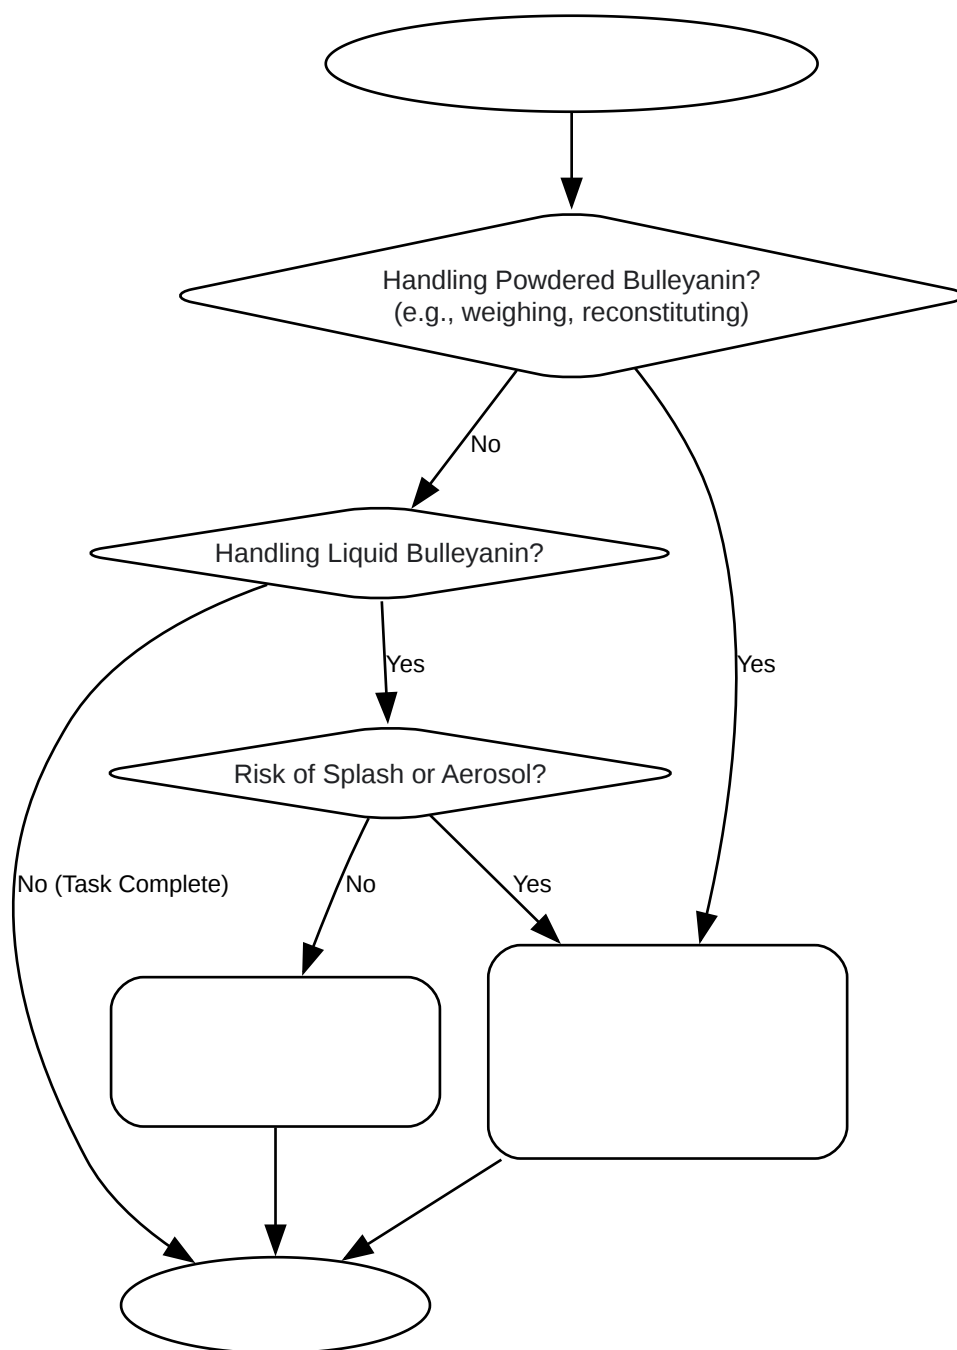 Handling Powdered Bulleyanin?
(e.g., weighing, reconstituting)
No
Handling Liquid Bulleyanin?
Yes
Yes
Risk of Splash or Aerosol?
No (Task Complete)
No
Yes